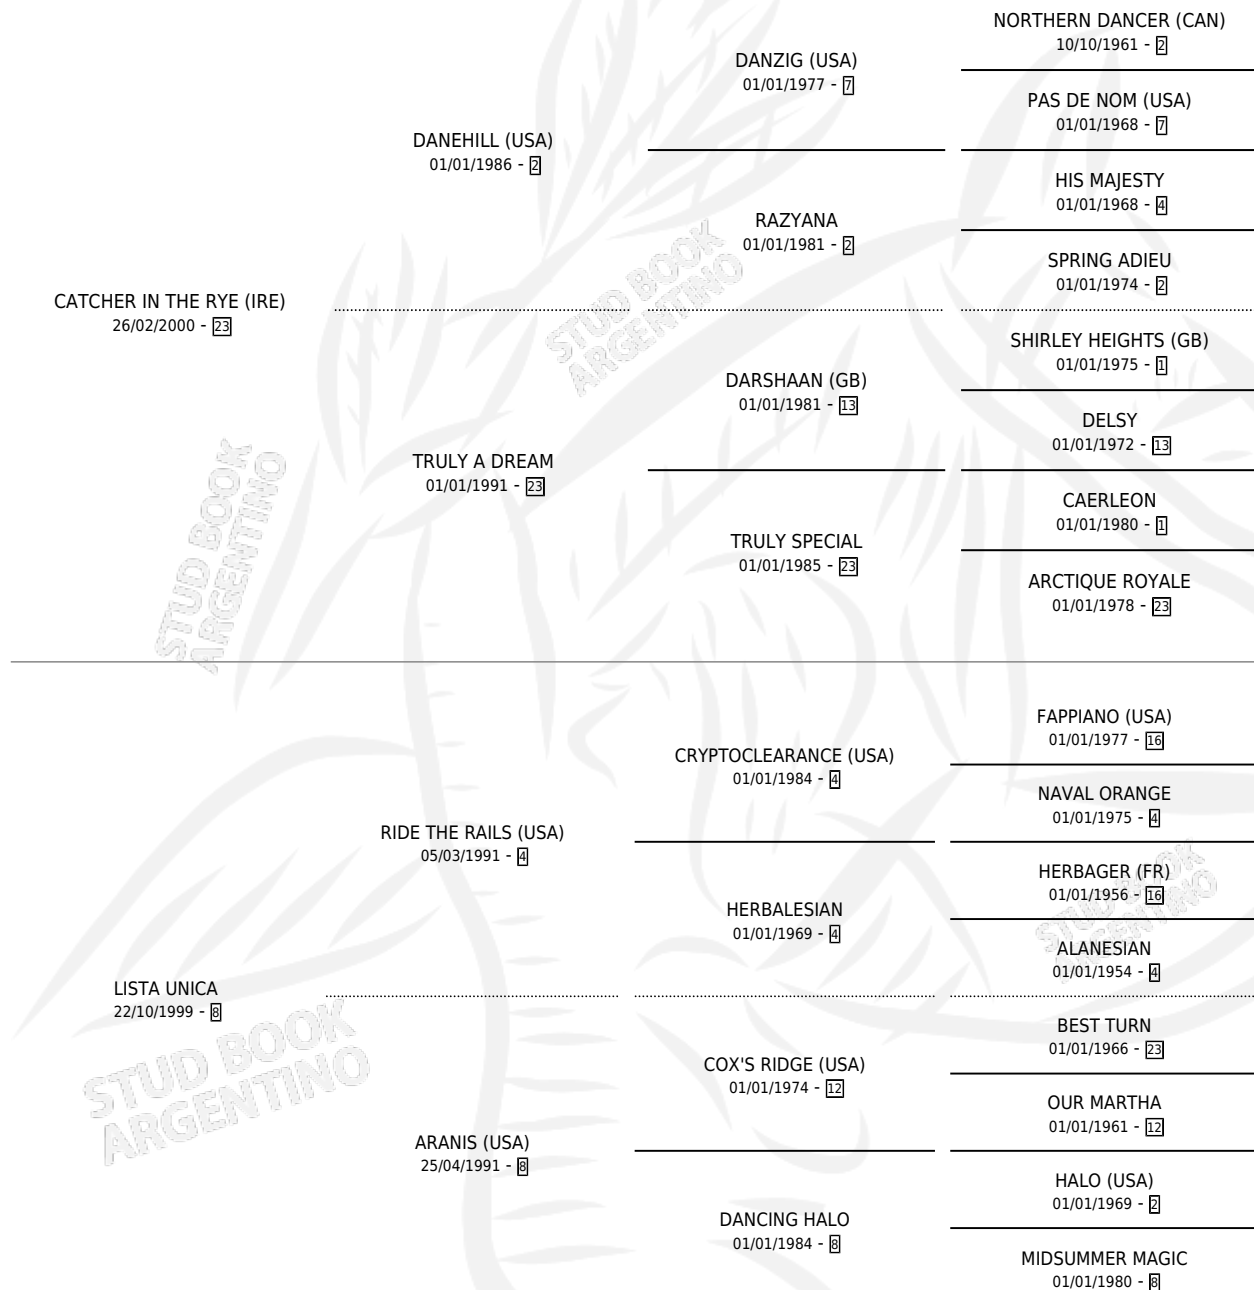 NORTHERN DANCER (CAN)
10/10/1961 - 2
DANZIG (USA)
01/01/1977 - 7
PAS DE NOM (USA)
01/01/1968 - 7
DANEHILL (USA)
01/01/1986 - 2
HIS MAJESTY
01/01/1968 - 4
RAZYANA
01/01/1981 - 2
SPRING ADIEU
01/01/1974 - 2
CATCHER IN THE RYE (IRE)
26/02/2000 - 23
SHIRLEY HEIGHTS (GB)
01/01/1975 - 1
DARSHAAN (GB)
01/01/1981 - 13
DELSY
01/01/1972 - 13
TRULY A DREAM
01/01/1991 - 23
CAERLEON
01/01/1980 - 1
TRULY SPECIAL
01/01/1985 - 23
ARCTIQUE ROYALE
01/01/1978 - 23
FAPPIANO (USA)
01/01/1977 - 16
CRYPTOCLEARANCE (USA)
01/01/1984 - 4
NAVAL ORANGE
01/01/1975 - 4
RIDE THE RAILS (USA)
05/03/1991 - 4
HERBAGER (FR)
01/01/1956 - 16
HERBALESIAN
01/01/1969 - 4
ALANESIAN
01/01/1954 - 4
LISTA UNICA
22/10/1999 - 8
BEST TURN
01/01/1966 - 23
COX'S RIDGE (USA)
01/01/1974 - 12
OUR MARTHA
01/01/1961 - 12
ARANIS (USA)
25/04/1991 - 8
HALO (USA)
01/01/1969 - 2
DANCING HALO
01/01/1984 - 8
MIDSUMMER MAGIC
01/01/1980 - 8
STUD BOOK
ARGENTINO
STUD BOOK
ARGENTINO
STUD BOOK
ARGENTINO
STUD BOOK
ARGENTINO